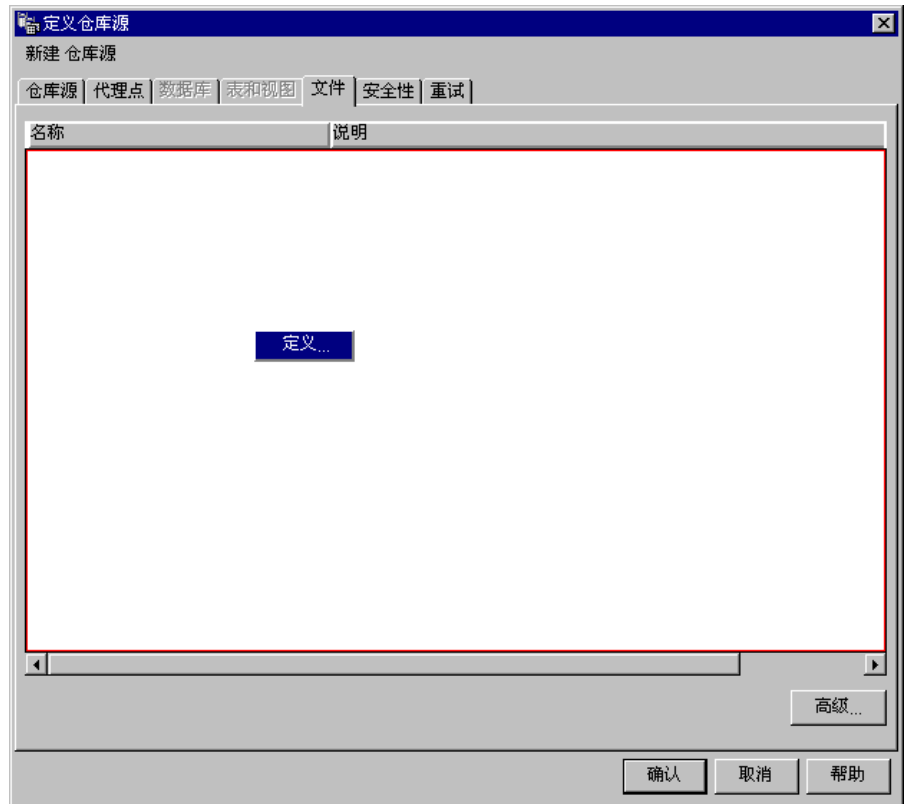 定义仓库源
新建 仓库源
仓库源 代理点 数据库 表和视图 文件 安全性 重试
名称 说明
定义...
高级...
确认 取消 帮助